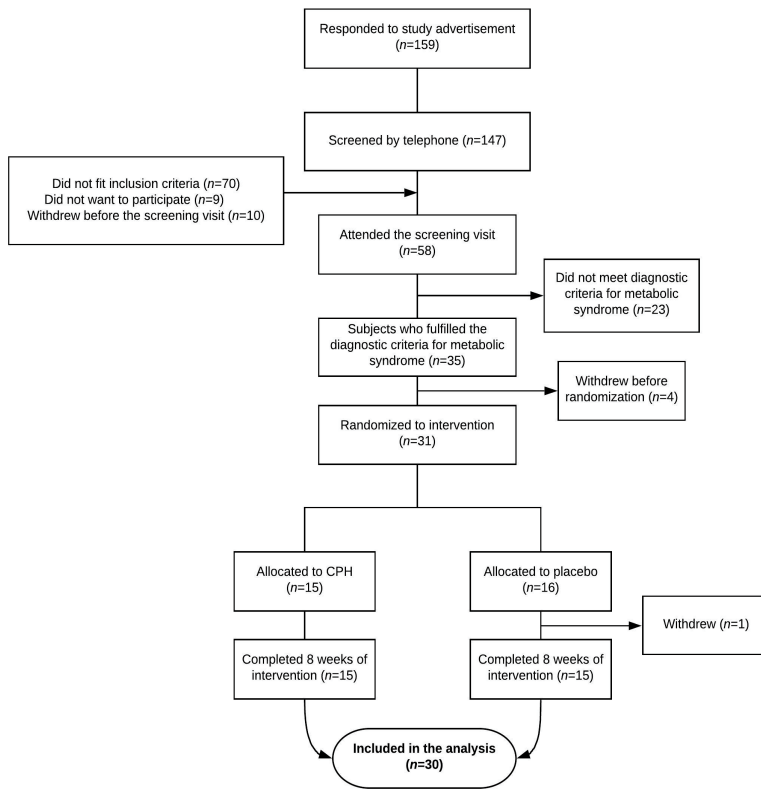 Responded to study advertisement
(n=159)
Screened by telephone (n=147)
Did not fit inclusion criteria (n=70)
Did not want to participate (n=9)
Withdrew before the screening visit (n=10)
Attended the screening visit
(n=58)
Did not meet diagnostic
criteria for metabolic
syndrome (n=23)
Subjects who fulfilled the
diagnostic criteria for metabolic
syndrome (n=35)
Withdrew before
randomization (n=4)
Randomized to intervention
(n=31)
Allocated to CPH
(n=15)
Allocated to placebo
(n=16)
Withdrew (n=1)
Completed 8 weeks of
intervention (n=15)
Completed 8 weeks of
intervention (n=15)
Included in the analysis
(n=30)